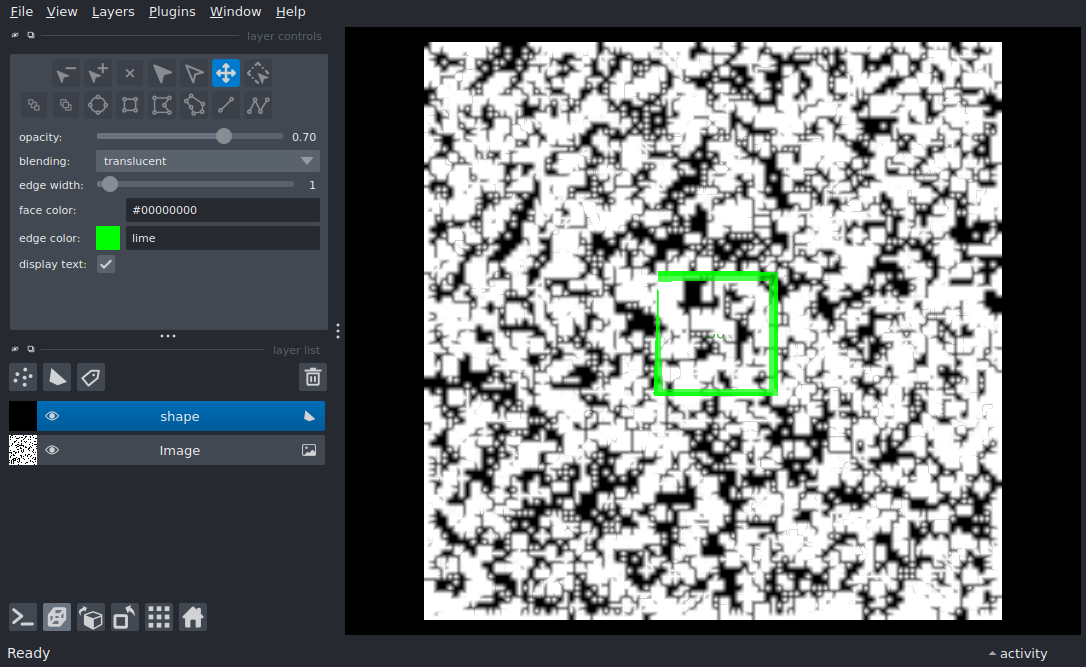 File View Layers Plugins Window Help
layer controls
opacity: 0.70
blending: translucent
edge width: 1
face color: #00000000
edge color: lime
display text:
layer list
shape
Image
Ready
activity